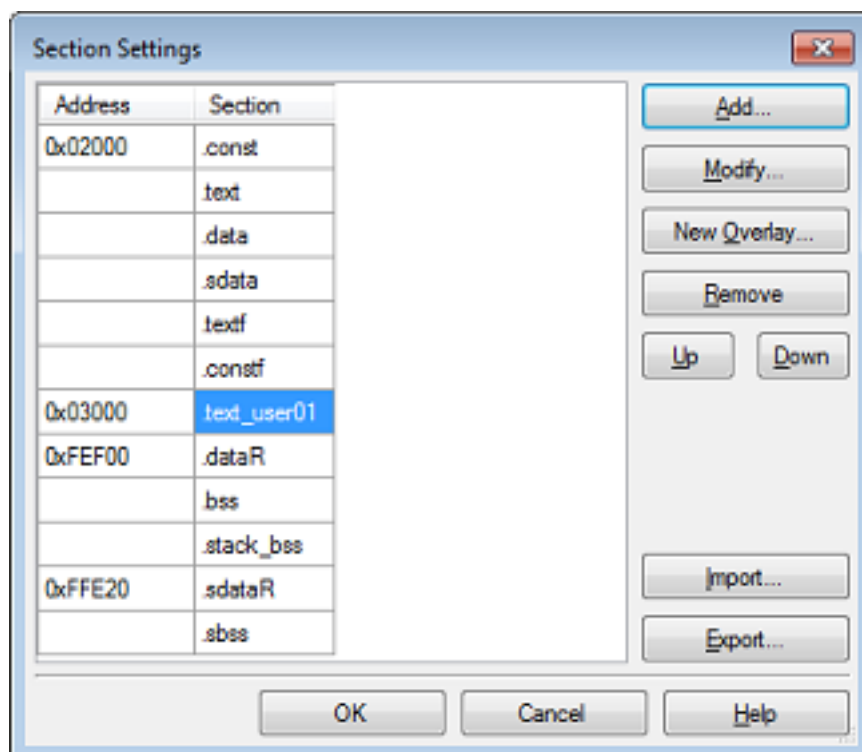 Section Settings
Address Section
0x02000 .const
.text
.data
.sdata
.textf
.constf
0x03000 .text_user01
0xFEF00 .dataR
.bss
.stack_bss
0xFFE20 .sdataR
.sbss
Add...
Modify...
New Overlay...
Remove
Up Down
Import...
Export...
OK Cancel Help